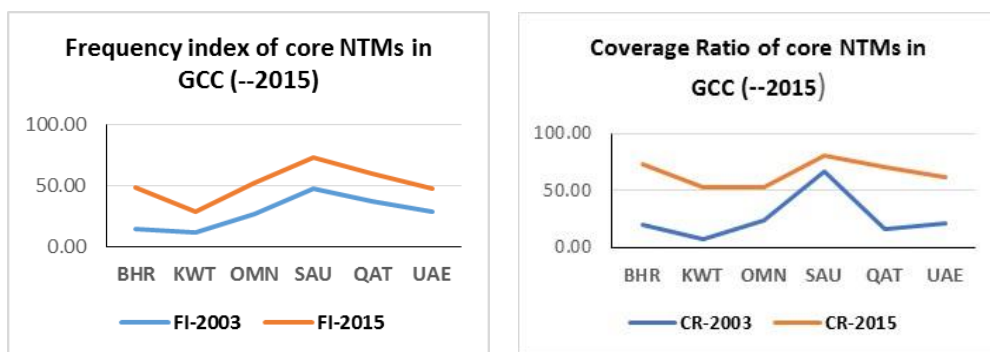 Frequency index of core NTMs in
GCC (--2015)
100.00
50.00
0.00
BHR KWT OMN SAU QAT UAE
FI-2003 FI-2015
Coverage Ratio of core NTMs in
GCC (--2015)
100.00
50.00
0.00
BHR KWT OMN SAU QAT UAE
CR-2003 CR-2015